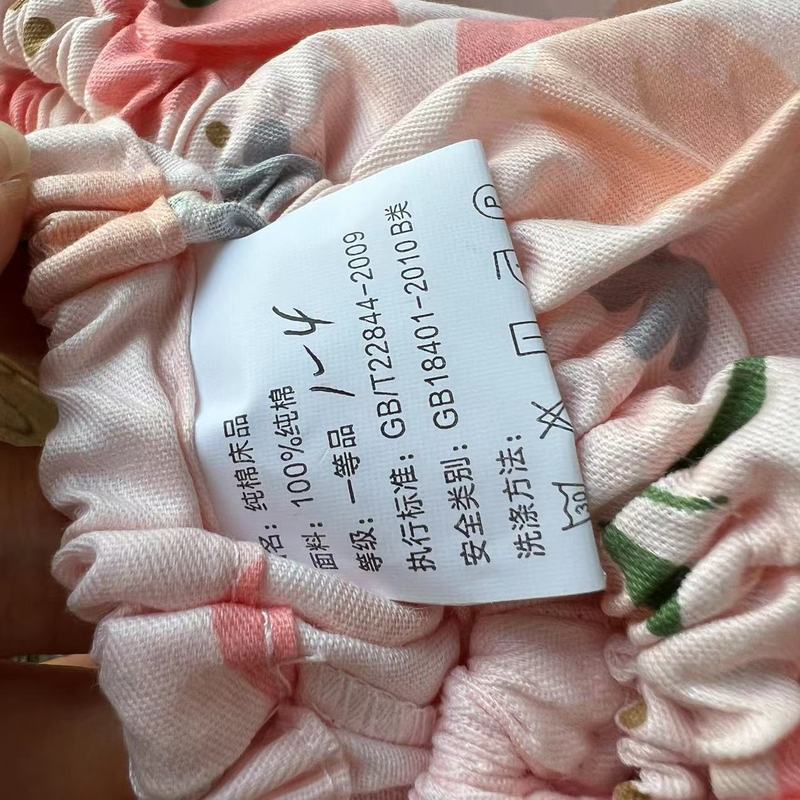 名：纯棉床品
面料：100%纯棉
等级：一等品
1-4
执行标准：GB/T22844-2009
安全类别：GB18401-2010 B类
洗涤方法：
30
P